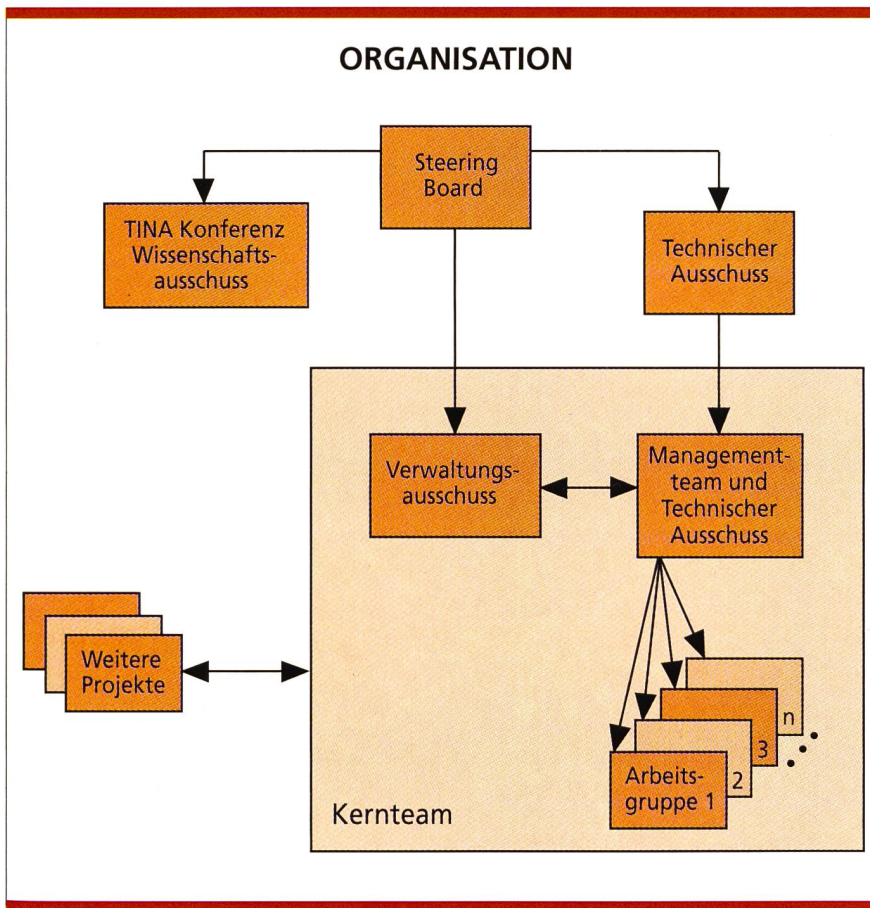 ORGANISATION
Steering
Board
TINA Konferenz
Wissenschafts-
ausschuss
Technischer
Ausschuss
Verwaltungs-
ausschuss
Management-
team und
Technischer
Ausschuss
Weitere
Projekte
n
3
2
Arbeits-
gruppe 1
Kernteam